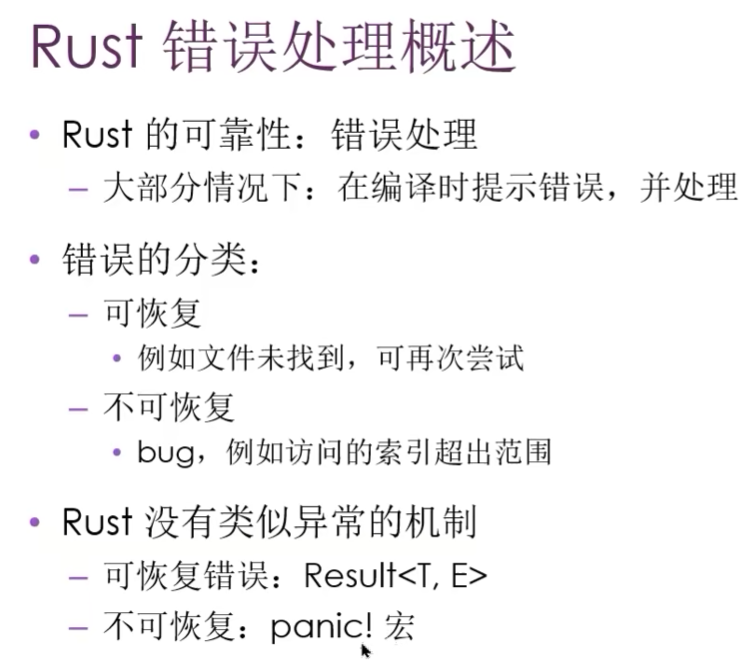 Rust 错误处理概述
• Rust 的可靠性：错误处理
– 大部分情况下：在编译时提示错误，并处理
• 错误的分类：
– 可恢复
• 例如文件未找到，可再次尝试
– 不可恢复
• bug，例如访问的索引超出范围
• Rust 没有类似异常的机制
– 可恢复错误：Result<T, E>
– 不可恢复：panic! 宏